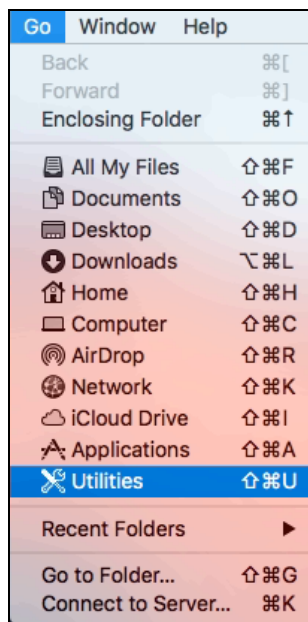 Go Window Help
Back ⌘[
Forward ⌘]
Enclosing Folder ⌘↑
All My Files ⇧⌘F
Documents ⇧⌘O
Desktop ⇧⌘D
Downloads ⌥⌘L
Home ⇧⌘H
Computer ⇧⌘C
AirDrop ⇧⌘R
Network ⇧⌘K
iCloud Drive ⇧⌘I
Applications ⇧⌘A
Utilities ⇧⌘U
Recent Folders ▶
Go to Folder... ⇧⌘G
Connect to Server... ⌘K